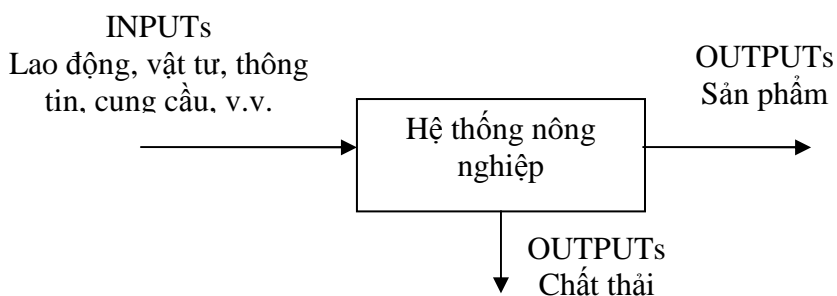 INPUTs
Lao động, vật tư, thông
tin, cung cầu, v.v.
OUTPUTs
Sản phẩm
Hệ thống nông
nghiệp
OUTPUTs
Chất thải